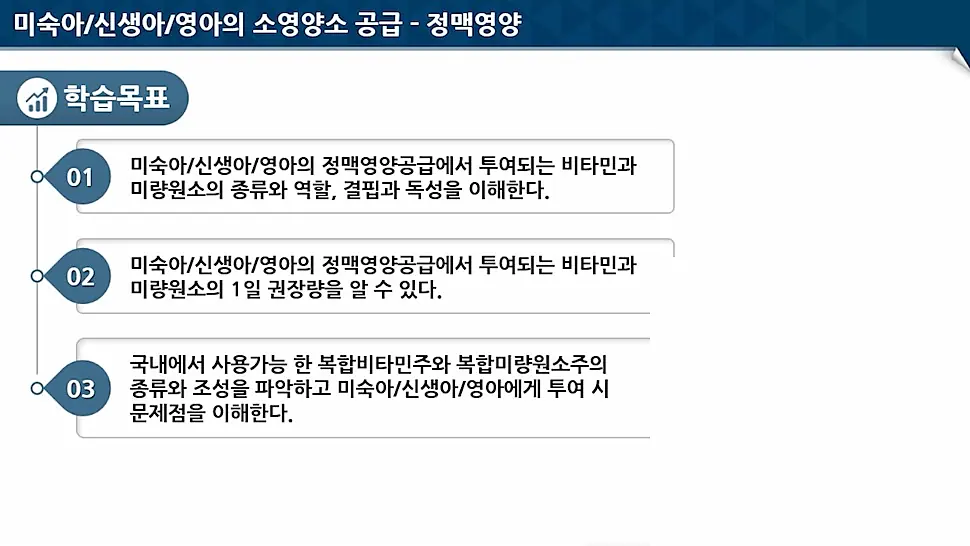 미숙아/신생아/영아의 소영양소 공급 - 정맥영양
학습목표
01
미숙아/신생아/영아의 정맥영양공급에서 투여되는 비타민과
미량원소의 종류와 역할, 결핍과 독성을 이해한다.
02
미숙아/신생아/영아의 정맥영양공급에서 투여되는 비타민과
미량원소의 1일 권장량을 알 수 있다.
03
국내에서 사용가능 한 복합비타민주와 복합미량원소주의
종류와 조성을 파악하고 미숙아/신생아/영아에게 투여 시
문제점을 이해한다.